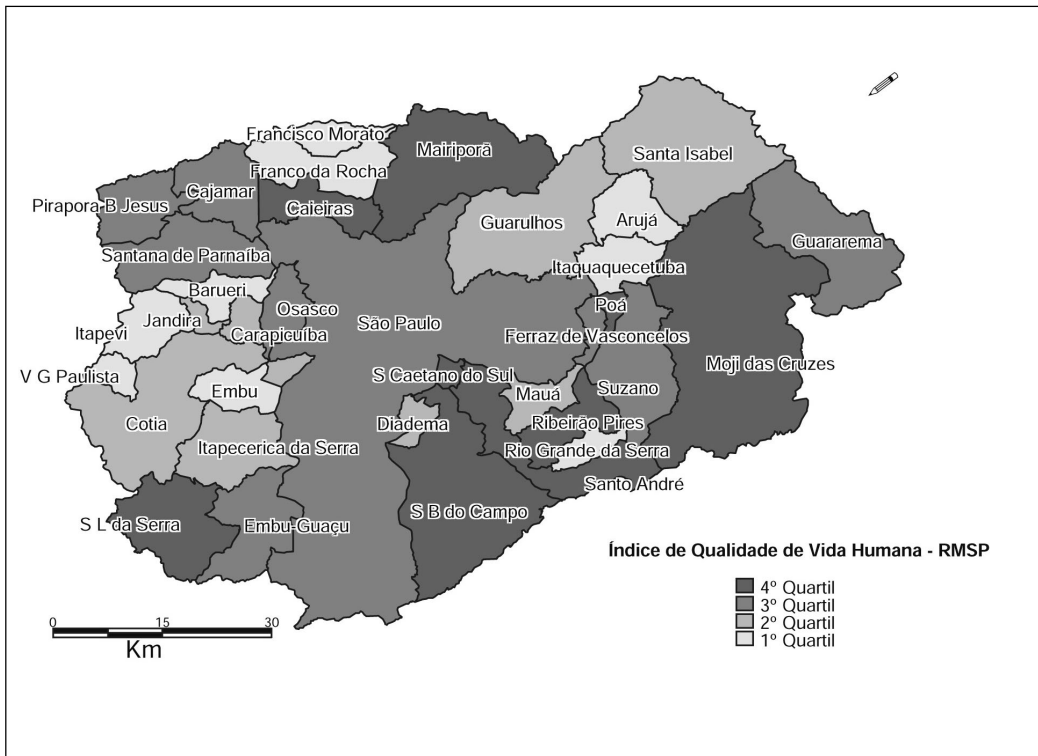 Francisco Morato
Mairiporã
Santa Isabel
Franco da Rocha
Cajamar
Pirapora B Jesus
Caieiras
Guarulhos
Arujá
Guararema
Santana de Parnaíba
Itaquaquecetuba
Barueri
Poá
Osasco
Jandira
São Paulo
Itapevi
Carapicuíba
Ferraz de Vasconcelos
Moji das Cruzes
V G Paulista
S Caetano do Sul
Embu
Mauá
Suzano
Cotia
Diadema
Ribeirão Pires
Itapecerica da Serra
Rio Grande da Serra
Santo André
S B do Campo
S L da Serra
Embu-Guaçu
Índice de Qualidade de Vida Humana - RMSP
4º Quartil
3º Quartil
2º Quartil
1º Quartil
0 15 30
Km